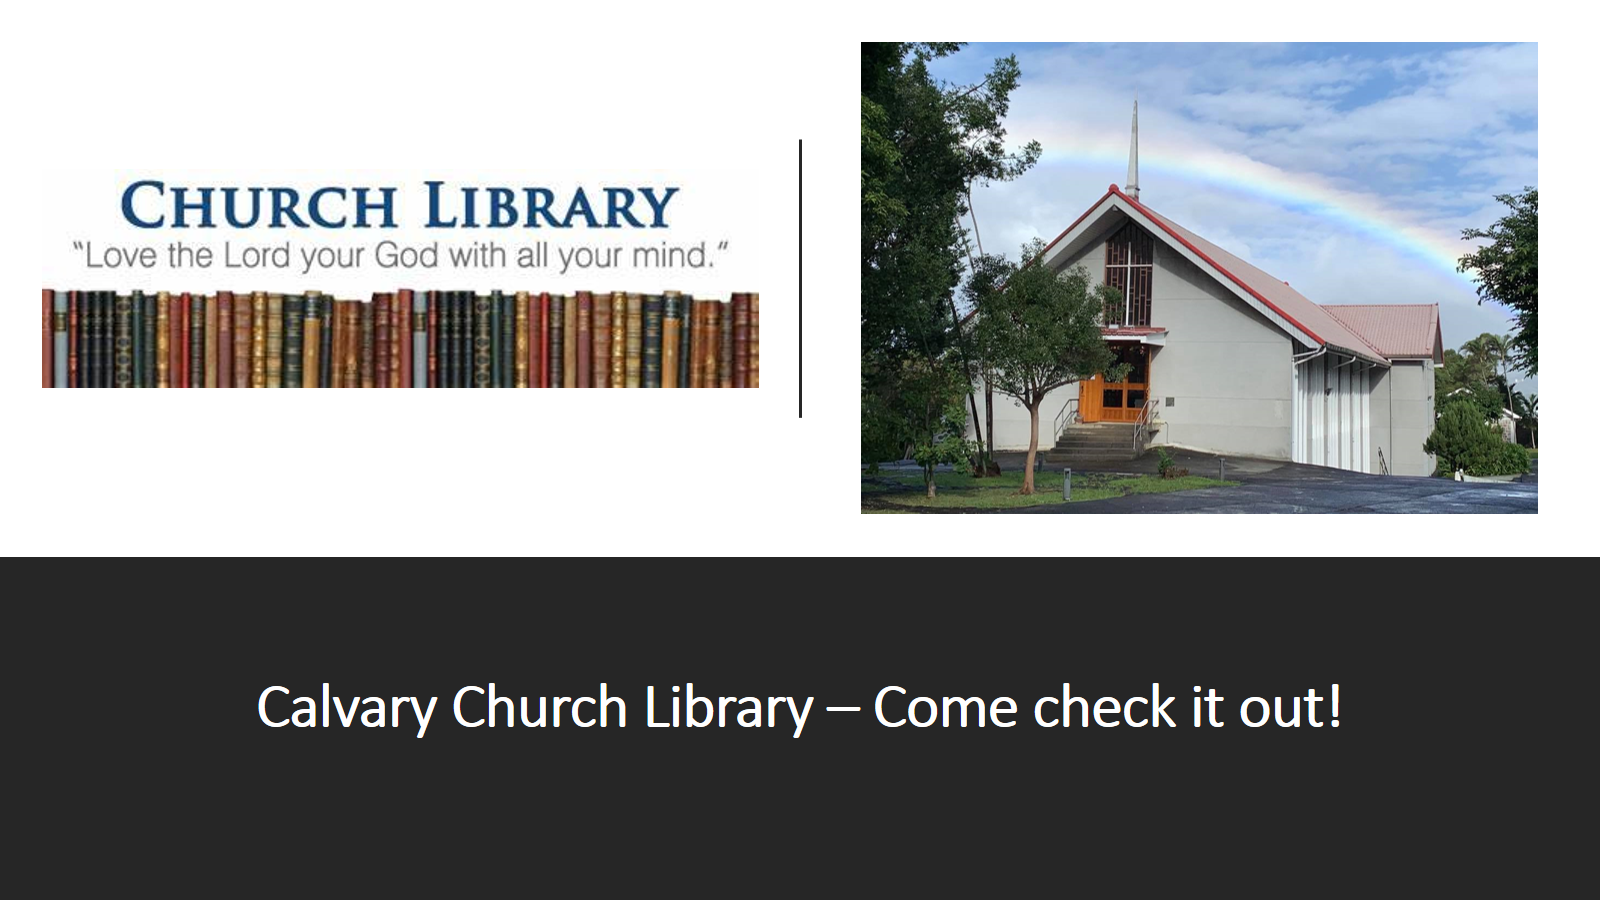 CHURCH LIBRARY
“Love the Lord your God with all your mind.”
Calvary Church Library – Come check it out!